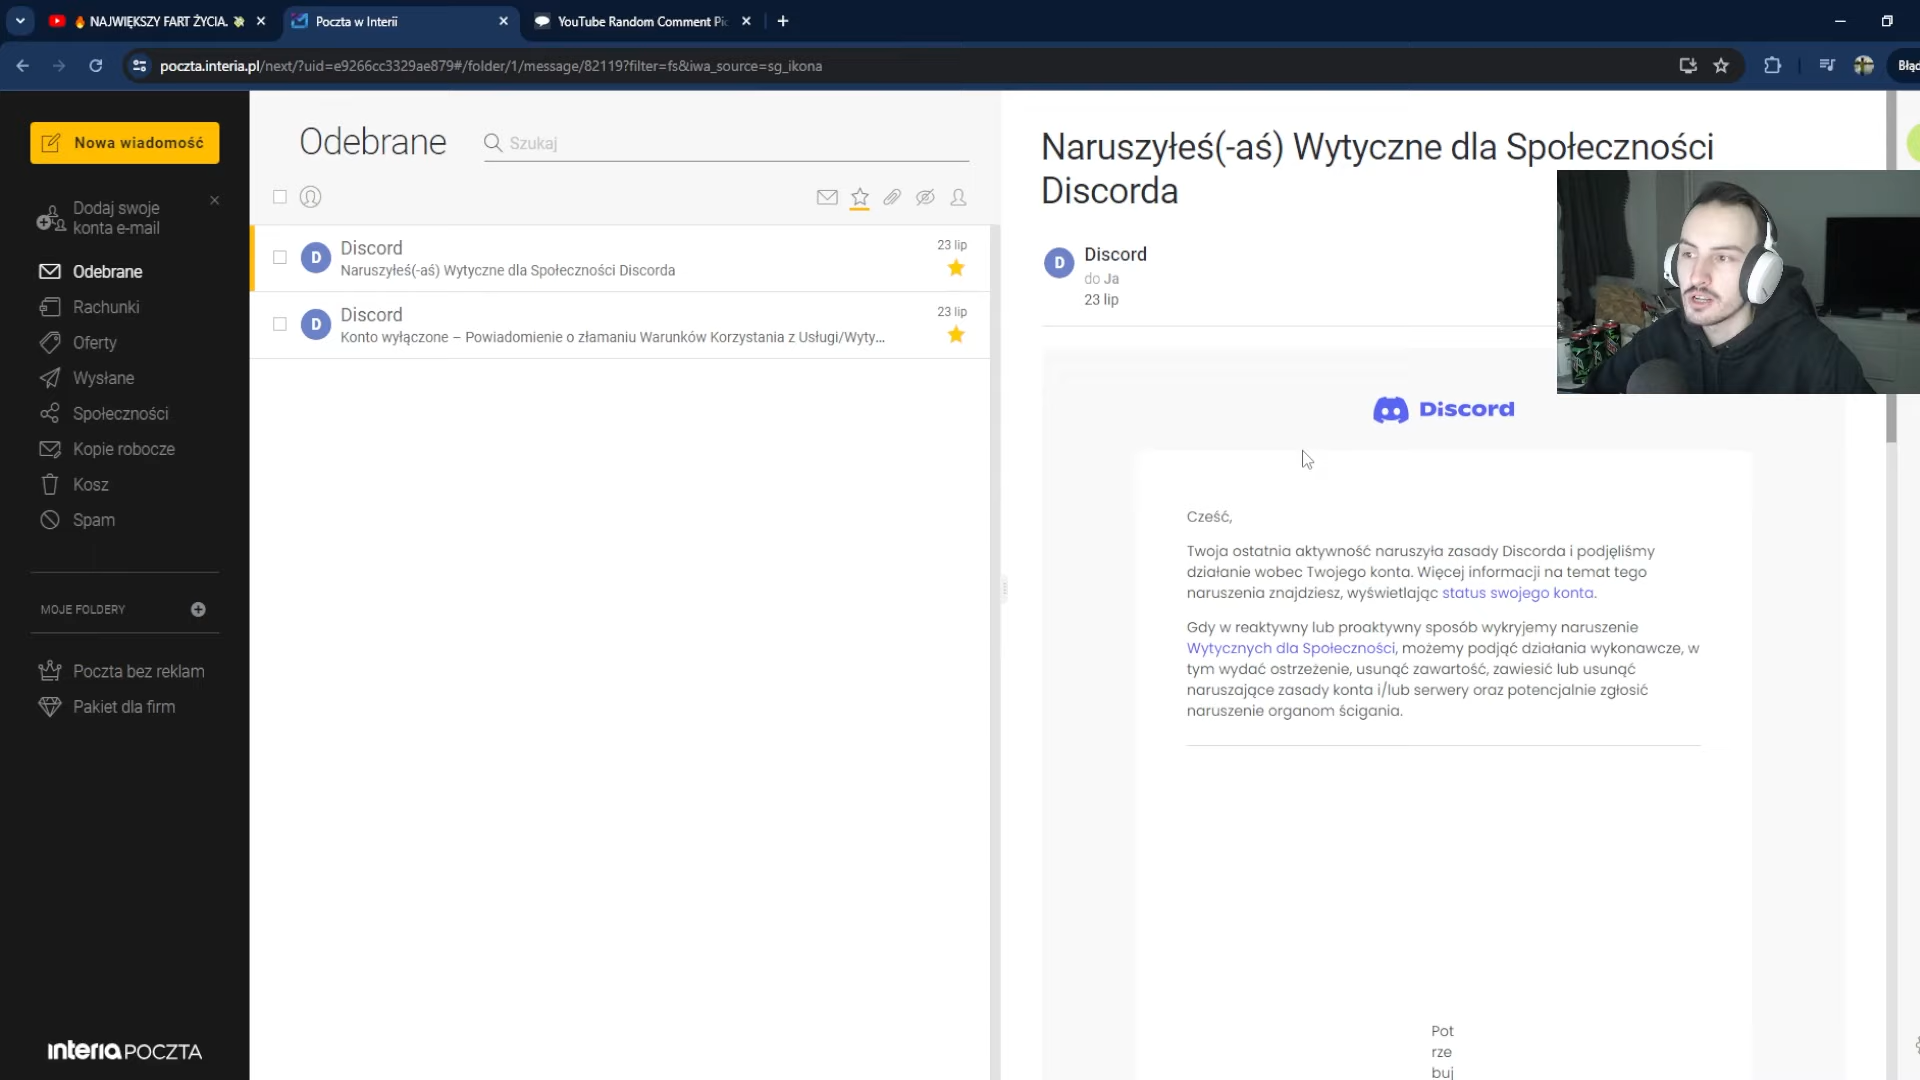 🔥 NAJWIĘKSZY FART ŻYCIA. 💸
Poczta w Interii
YouTube Random Comment Pic
poczta.interia.pl/next/?uid=e9266cc3329ae879#/folder/1/message/82119?filter=fs&iwa_source=sg_ikona
Nowa wiadomość
Dodaj swoje
konta e-mail
Odebrane
Rachunki
Oferty
Wysłane
Społeczności
Kopie robocze
Kosz
Spam
MOJE FOLDERY
Poczta bez reklam
Pakiet dla firm
interia POCZTA
Odebrane
Szukaj
D
Discord
23 lip
Naruszyłeś(-aś) Wytyczne dla Społeczności Discorda
D
Discord
23 lip
Konto wyłączone – Powiadomienie o złamaniu Warunków Korzystania z Usługi/Wyty...
Naruszyłeś(-aś) Wytyczne dla Społeczności
Discorda
D
Discord
do Ja
23 lip
Discord
Cześć,
Twoja ostatnia aktywność naruszyła zasady Discorda i podjęliśmy
działanie wobec Twojego konta. Więcej informacji na temat tego
naruszenia znajdziesz, wyświetlając status swojego konta.
Gdy w reaktywny lub proaktywny sposób wykryjemy naruszenie
Wytycznych dla Społeczności, możemy podjąć działania wykonawcze, w
tym wydać ostrzeżenie, usunąć zawartość, zawiesić lub usunąć
naruszające zasady konta i/lub serwery oraz potencjalnie zgłosić
naruszenie organom ścigania.
Pot
rze
buj